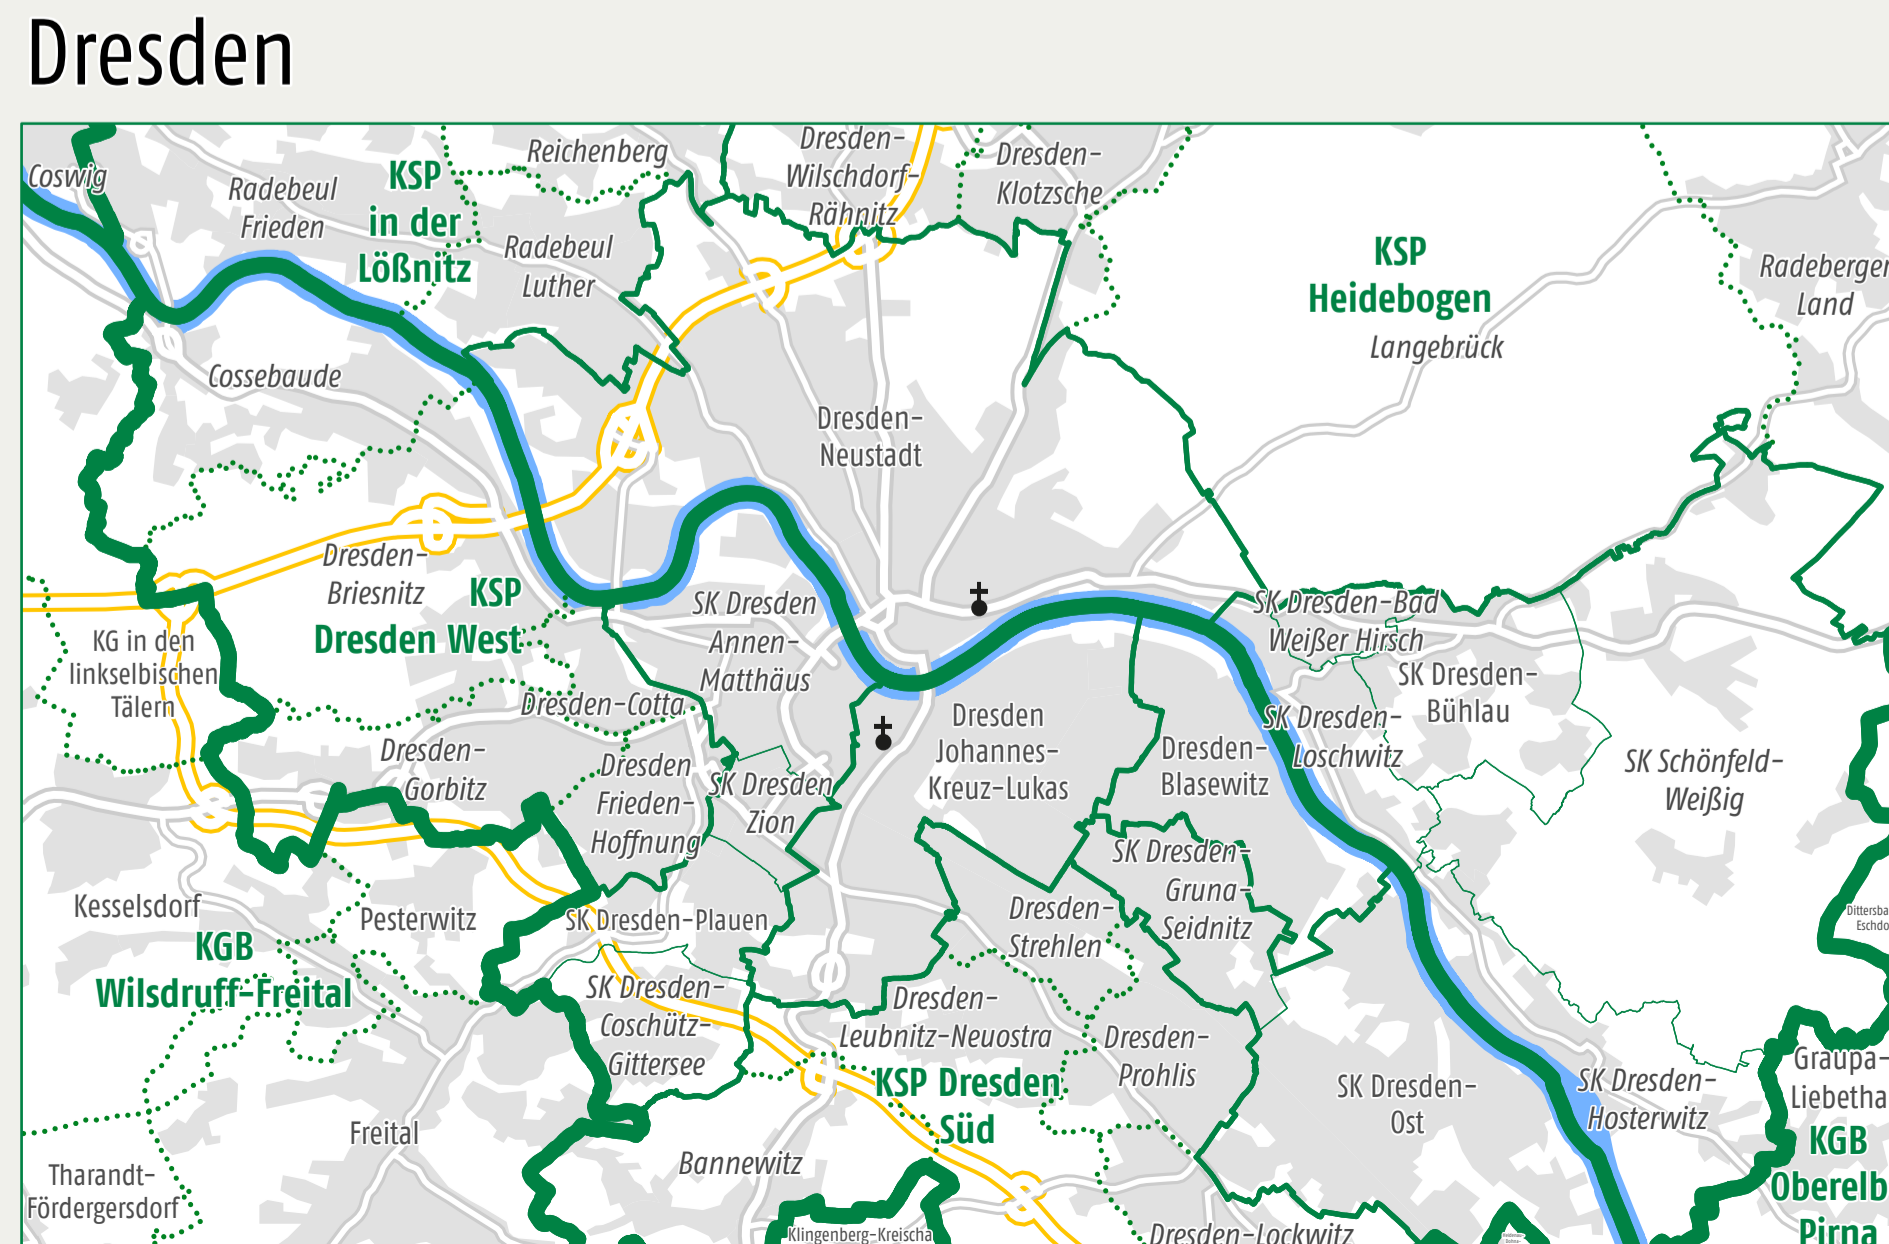 Dresden
Coswig
Radebeul
Frieden
KSP
in der
Lößnitz
Reichenberg
Radebeul
Luther
Dresden-
Wilschdorf-
Rähnitz
Dresden-
Klotzsche
KSP
Heidebogen
Langebrück
Radeberger
Land
Cossebaude
Dresden-
Neustadt
Dresden-
Briesnitz
KSP
Dresden West
KG in den
linkselbischen
Tälern
SK Dresden
Annen-
Matthäus
Dresden-Cotta
SK Dresden-Bad
Weißer Hirsch
SK Dresden-
Bühlau
SK Dresden-
Loschwitz
SK Schönfeld-
Weißig
Dresden
Johannes-
Kreuz-Lukas
Dresden-
Blasewitz
Dresden-
Gorbitz
Dresden
Frieden-
Hoffnung
SK Dresden
Zion
SK Dresden-
Gruna-
Seidnitz
Dresden-
Strehlen
Kesselsdorf
KGB
Wilsdruff-Freital
Pesterwitz
SK Dresden-Plauen
Dittersba
Eschdo
SK Dresden-
Coschütz-
Gittersee
Dresden-
Leubnitz-Neuostra
KSP Dresden
Süd
Dresden-
Prohlis
SK Dresden-
Ost
SK Dresden-
Hosterwitz
Graupa-
Liebetha
KGB
Oberelb
Pirna
Freital
Tharandt-
Fördergersdorf
Bannewitz
Klingenberg-Kreischa
Dresden-Lockwitz